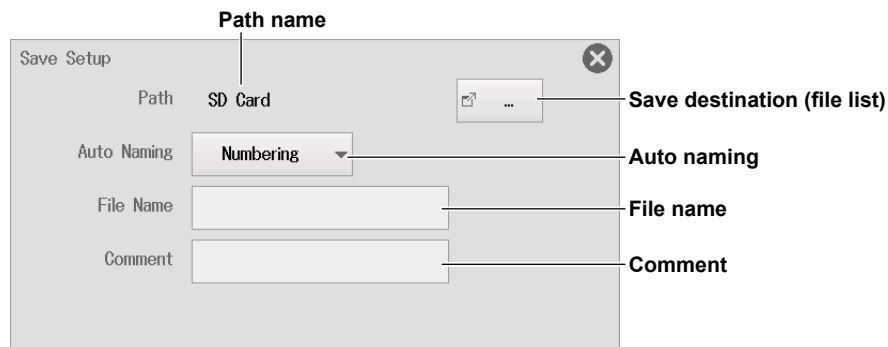 Path name
Save Setup
Path SD Card ... Save destination (file list)
Auto Naming Numbering Auto naming
File Name File name
Comment Comment